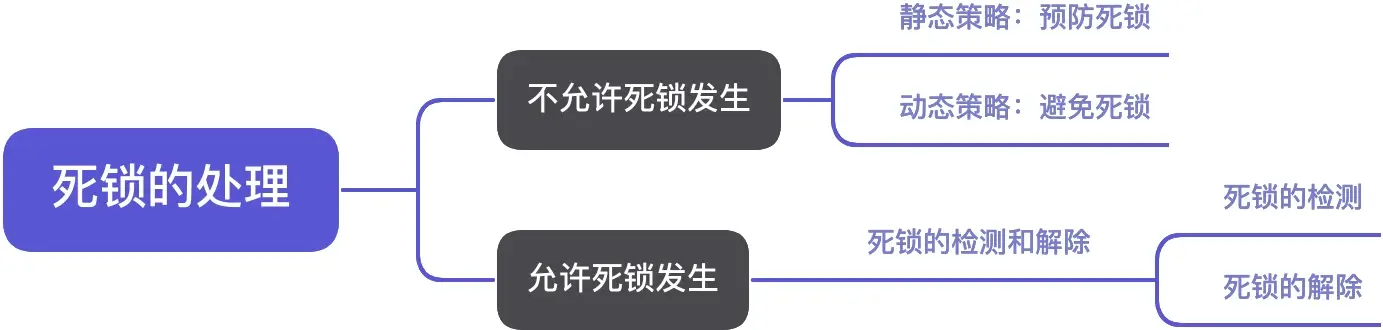 死锁的处理
不允许死锁发生
静态策略：预防死锁
动态策略：避免死锁
允许死锁发生
死锁的检测和解除
死锁的检测
死锁的解除